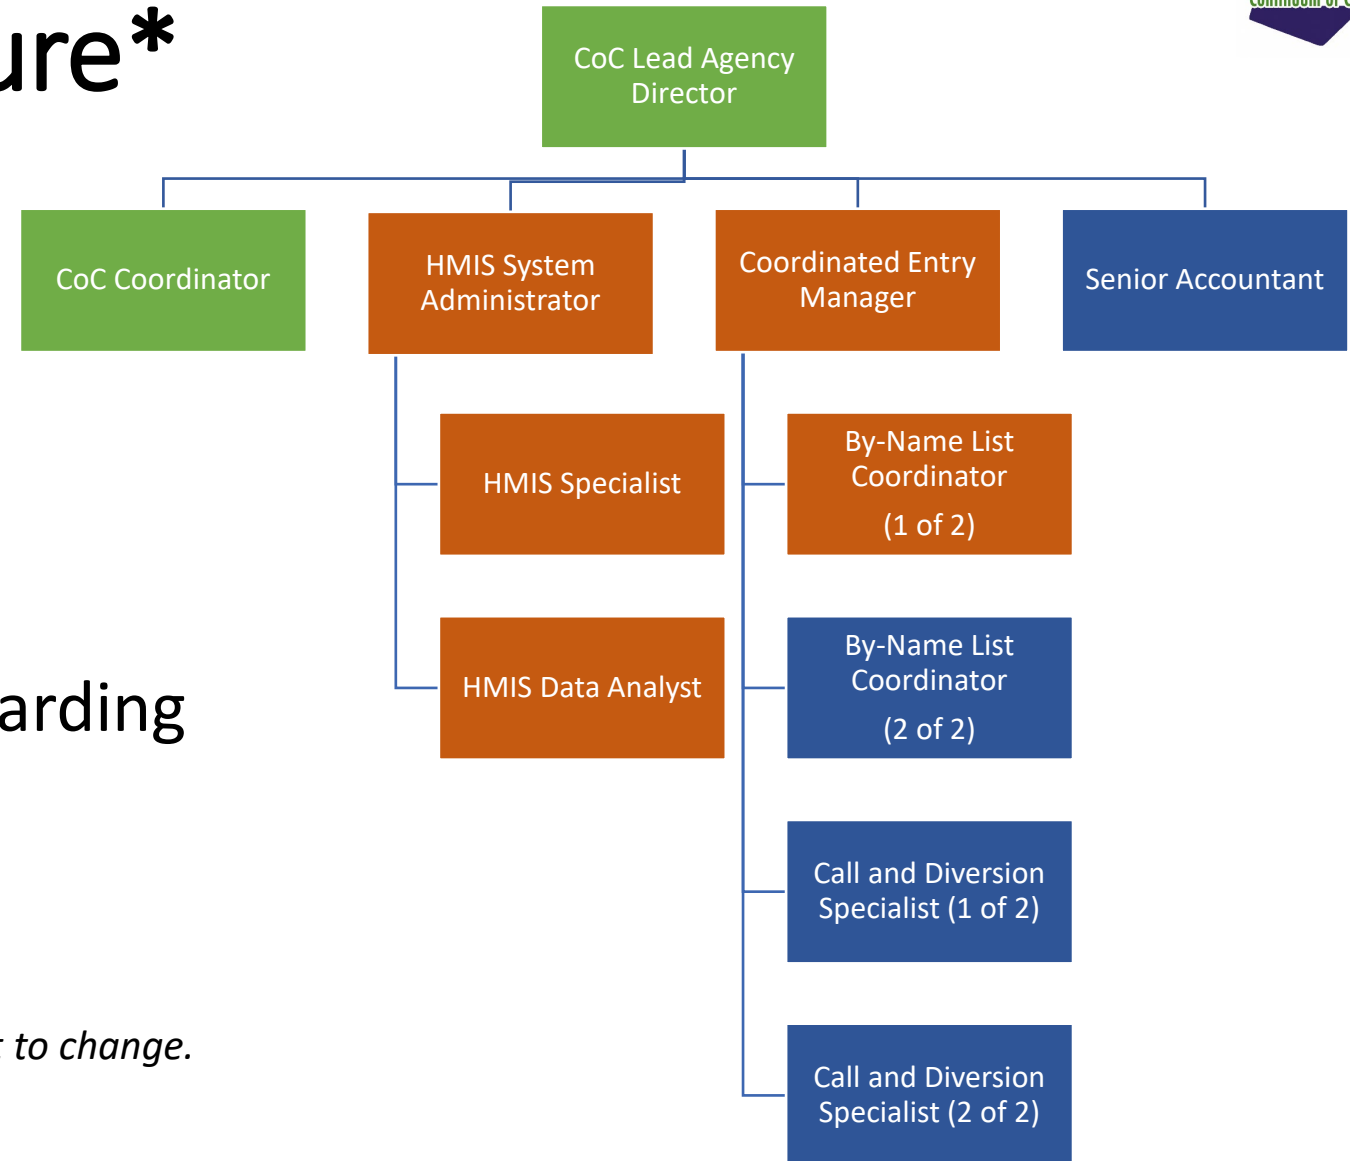 ure*
CoC Lead Agency
Director
CoC Coordinator
HMIS System
Administrator
Coordinated Entry
Manager
Senior Accountant
HMIS Specialist
By-Name List
Coordinator
(1 of 2)
HMIS Data Analyst
By-Name List
Coordinator
(2 of 2)
arding
Call and Diversion
Specialist (1 of 2)
to change.
Call and Diversion
Specialist (2 of 2)